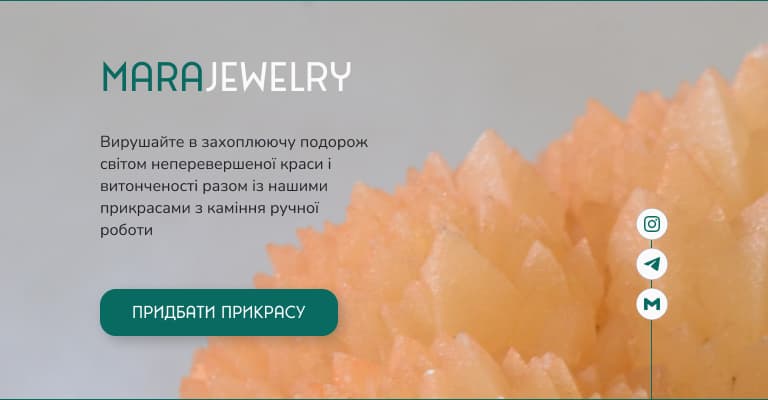 MARAJEWELRY
Вирушайте в захоплюючу подорож
світом неперевершеної краси і
витонченості разом із нашими
прикрасами з каміння ручної
роботи
ПРИДБАТИ ПРИКРАСУ